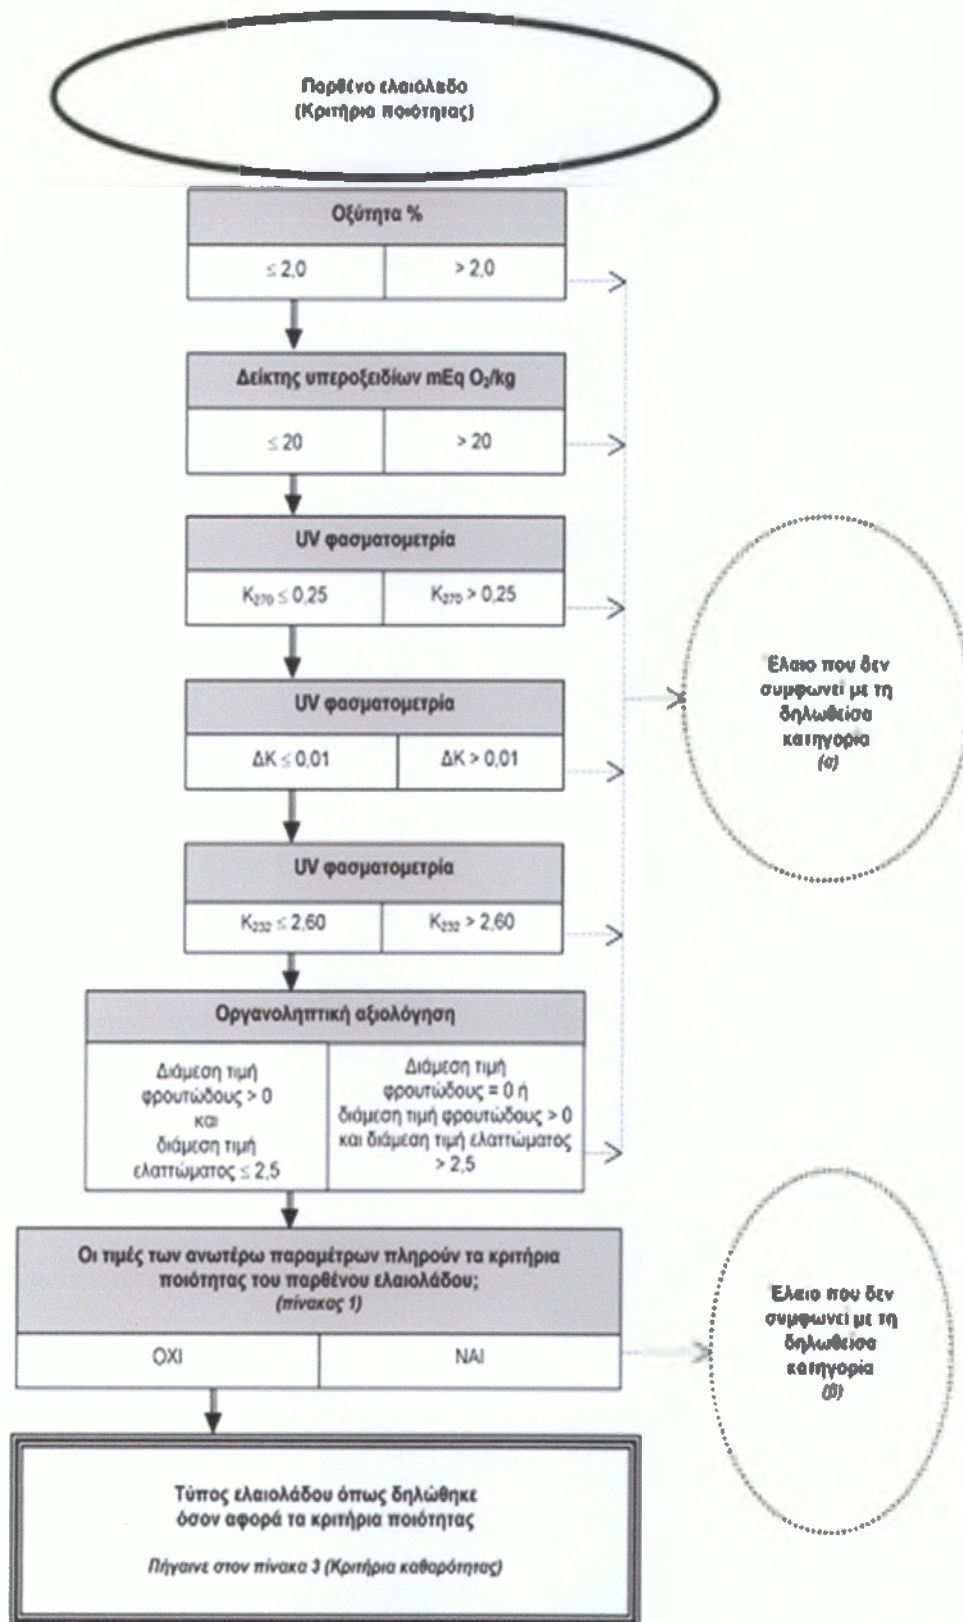 Παρθένο ελαιόλαδο
(Κριτήρια ποιότητας)
Οξύτητα %
≤ 2,0 > 2,0
Δείκτης υπεροξειδίων mEq O₂/kg
≤ 20 > 20
UV φασματομετρία
K₂₇₀ ≤ 0,25 K₂₇₀ > 0,25
UV φασματομετρία
ΔΚ ≤ 0,01 ΔΚ > 0,01
UV φασματομετρία
K₂₃₂ ≤ 2,60 K₂₃₂ > 2,60
Έλαιο που δεν
συμφωνεί με τη
δηλωθείσα
κατηγορία
(α)
Οργανοληπτική αξιολόγηση
Διάμεση τιμή
φρουτώδους > 0
και
διάμεση τιμή
ελαττώματος ≤ 2,5
Διάμεση τιμή
φρουτώδους = 0 ή
διάμεση τιμή φρουτώδους > 0
και διάμεση τιμή ελαττώματος
> 2,5
Οι τιμές των ανωτέρω παραμέτρων πληρούν τα κριτήρια
ποιότητας του παρθένου ελαιολάδου;
(πίνακας 1)
ΟΧΙ ΝΑΙ
Έλαιο που δεν
συμφωνεί με τη
δηλωθείσα
κατηγορία
(β)
Τύπος ελαιολάδου όπως δηλώθηκε
όσον αφορά τα κριτήρια ποιότητας
Πήγαινε στον πίνακα 3 (Κριτήρια καθαρότητας)